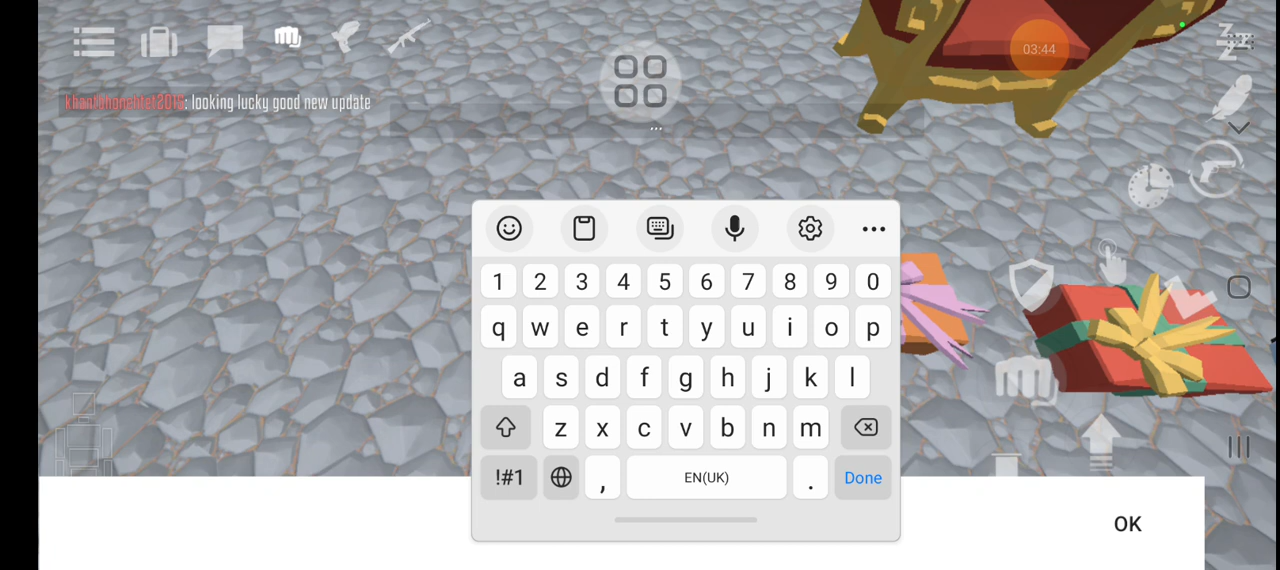 03:44
: looking lucky good new update
...
1 2 3 4 5 6 7 8 9 0
q w e r t y u i o p
a s d f g h j k l
z x c v b n m
!#1 , EN(UK) . Done
OK